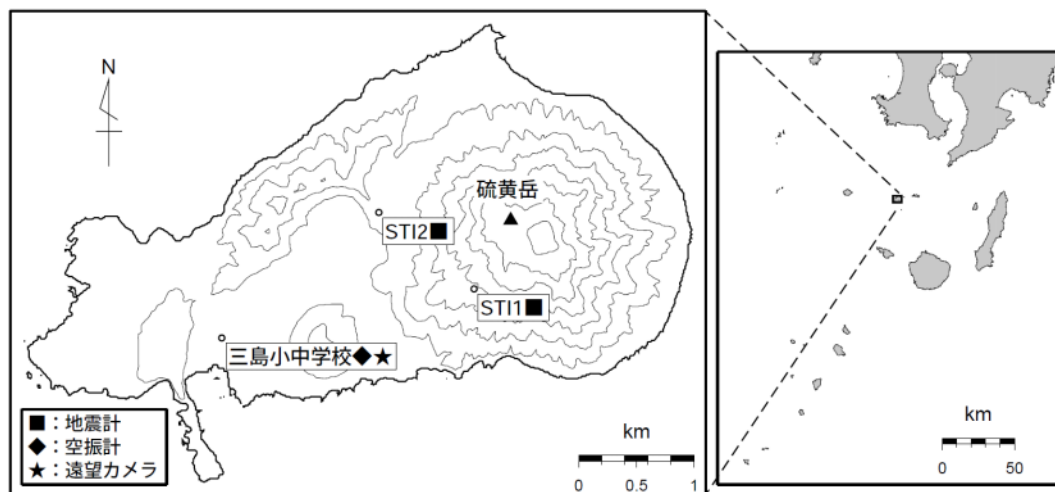 N
硫黄岳
STI2■
STI1■
三島小中学校◆★
■：地震計
◆：空振計
★：遠望カメラ
km
0 0.5 1
km
0 50